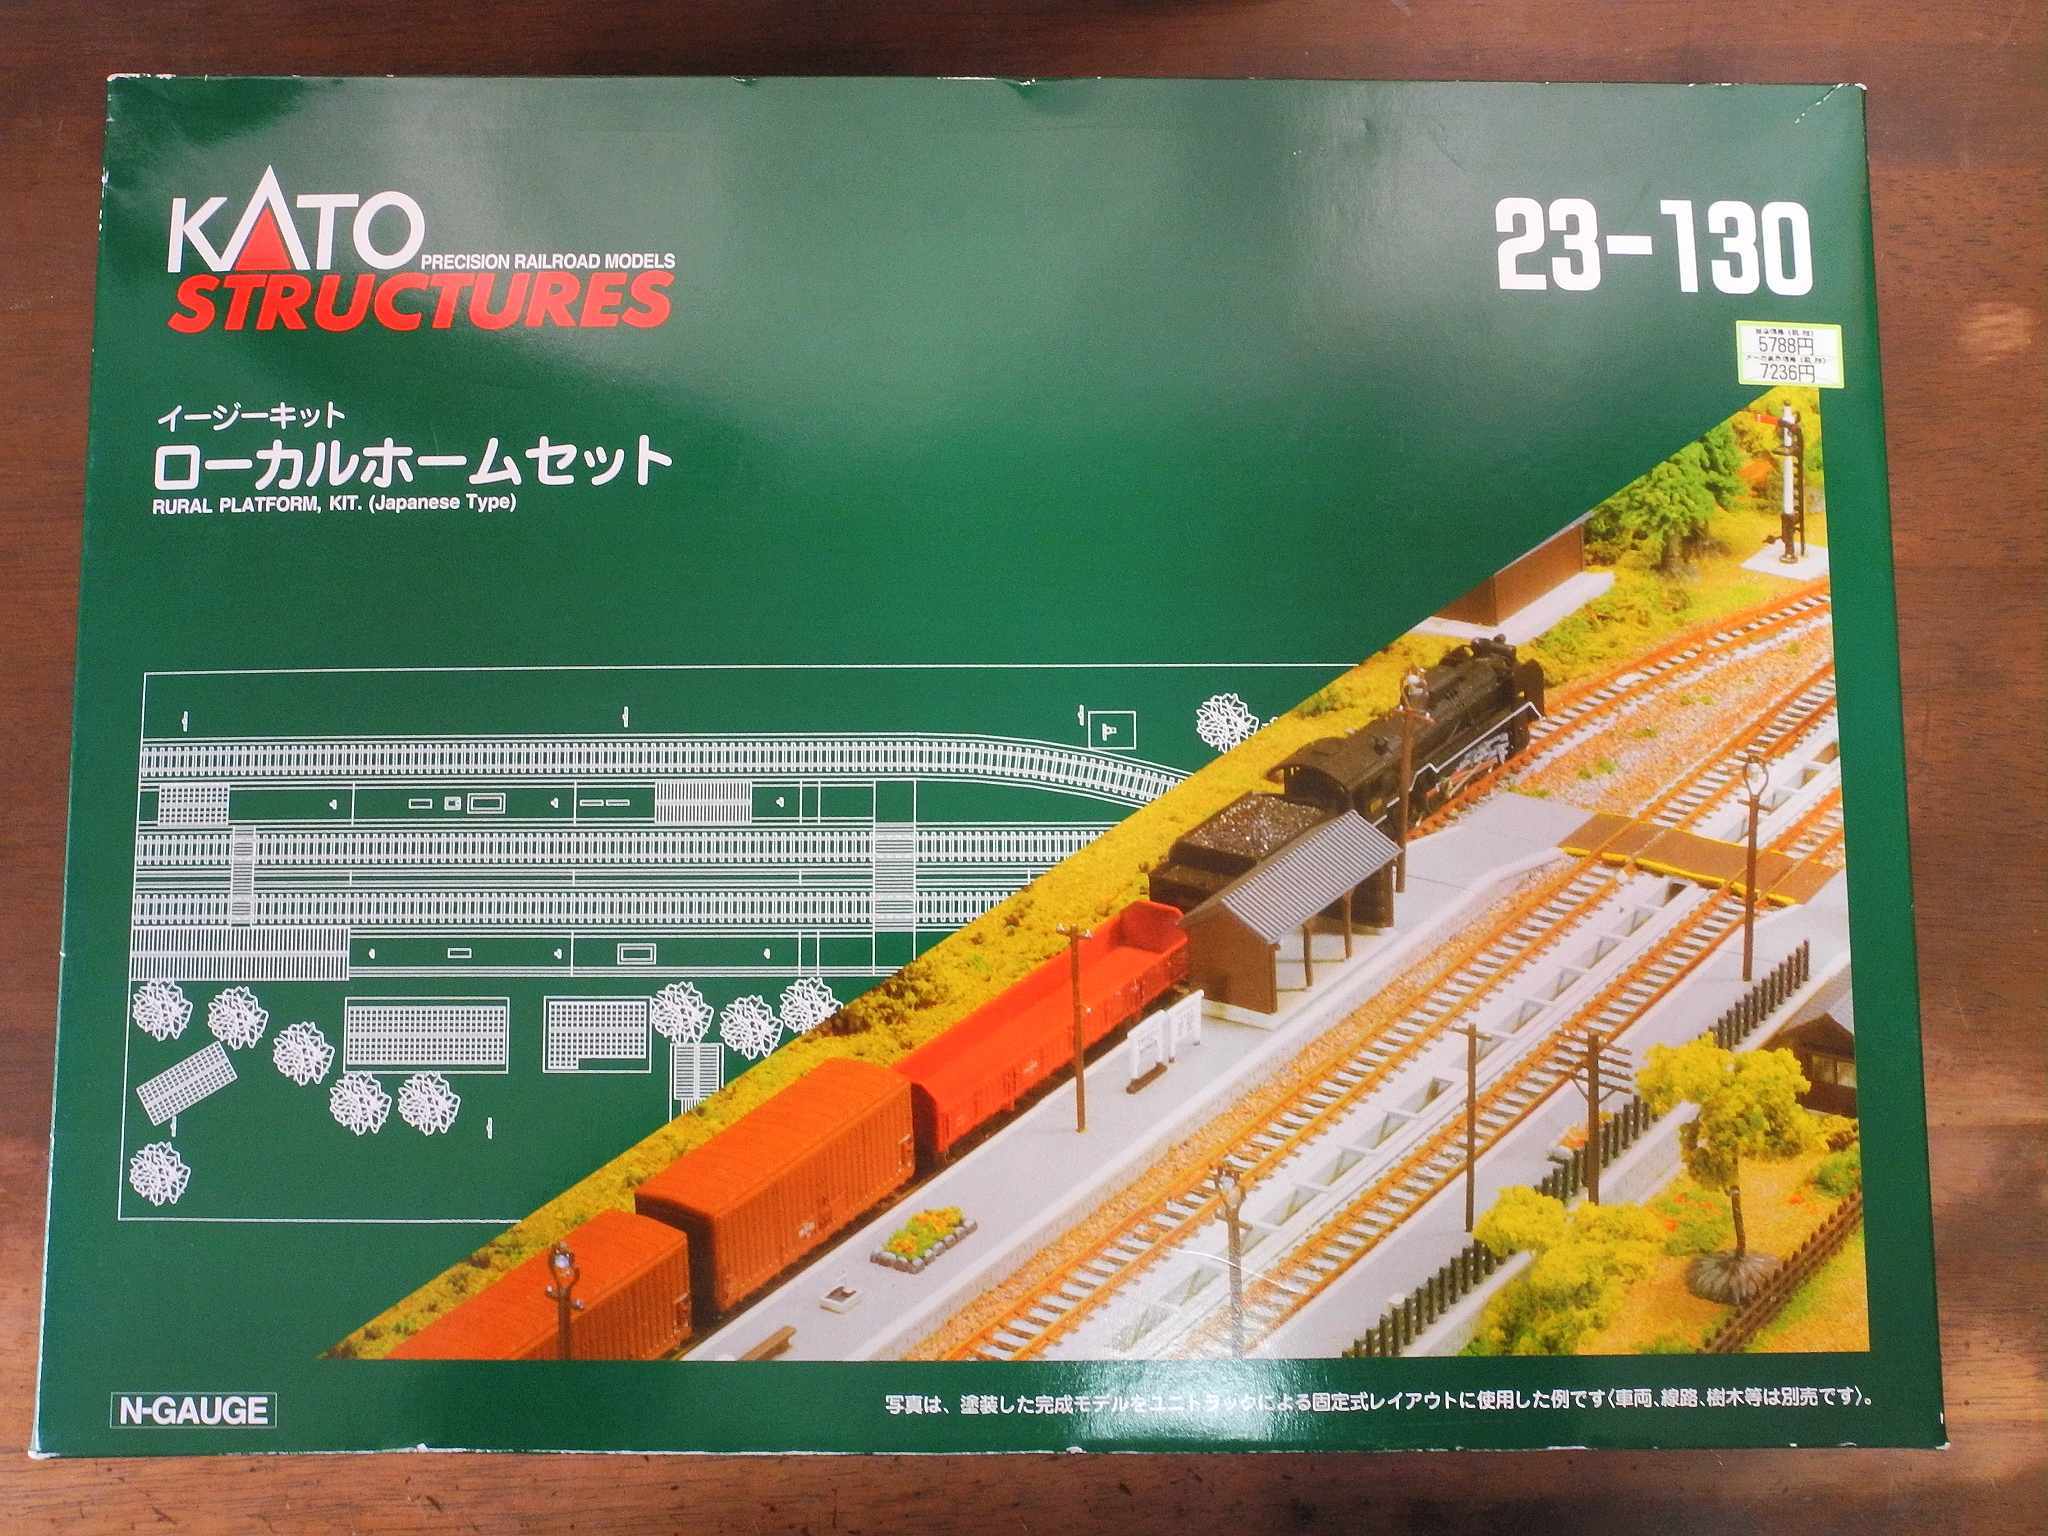 KATO
PRECISION RAILROAD MODELS
STRUCTURES
23-130
5788円
7236円
イージーキット
ローカルホームセット
RURAL PLATFORM, KIT. (Japanese Type)
N-GAUGE
写真は、塗装した完成モデルをユニトラックによる固定式レイアウトに使用した例です〈車両、線路、樹木等は別売です〉。